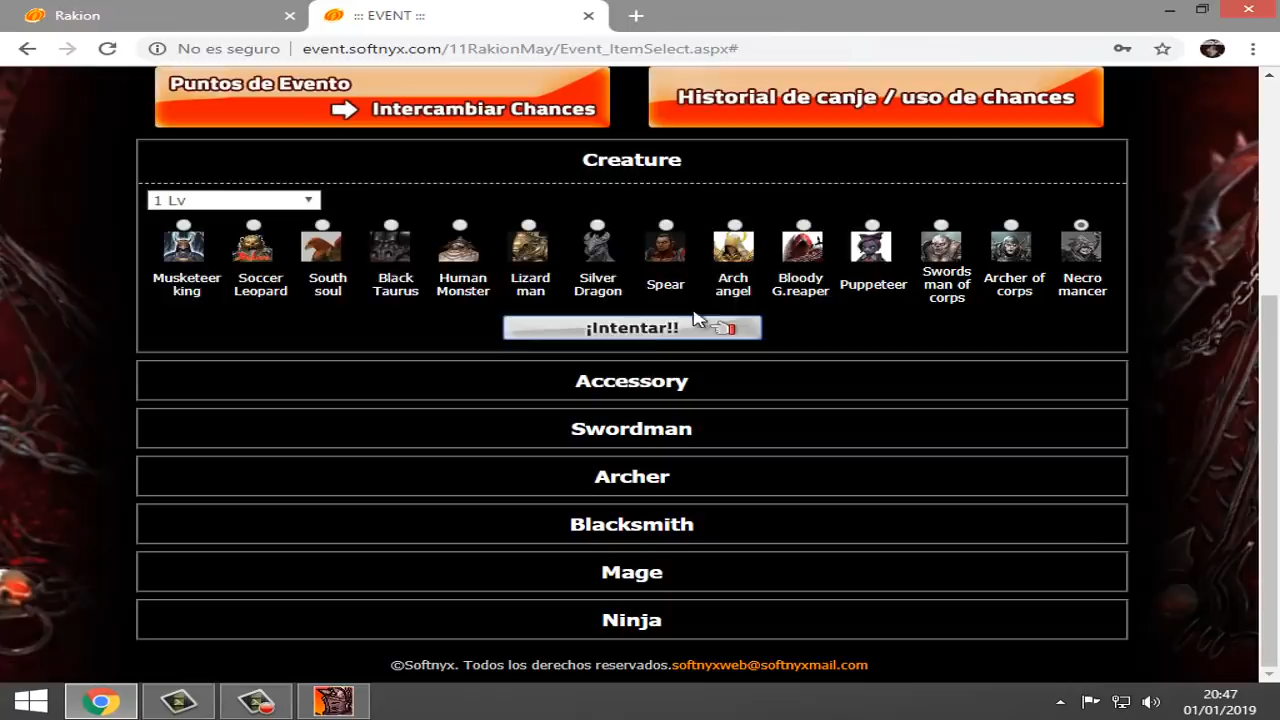 Rakion
::: EVENT :::
No es seguro
event.softnyx.com/11RakionMay/Event_ItemSelect.aspx#
Puntos de Evento
Intercambiar Chances
Historial de canje / uso de chances
Creature
1 Lv
Musketeer king
Soccer Leopard
South soul
Black Taurus
Human Monster
Lizard man
Silver Dragon
Spear
Arch angel
Bloody G.reaper
Puppeteer
Swords man of corps
Archer of corps
Necro mancer
¡Intentar!!
Accessory
Swordman
Archer
Blacksmith
Mage
Ninja
©Softnyx. Todos los derechos reservados.softnyxweb@softnyxmail.com
20:47
01/01/2019